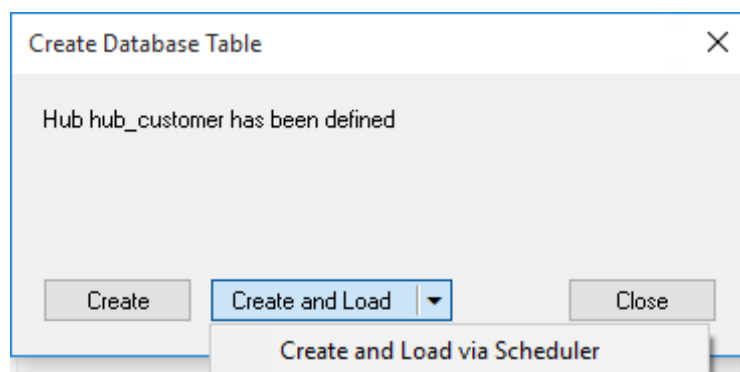 Create Database Table
Hub hub_customer has been defined
Create
Create and Load
Close
Create and Load via Scheduler